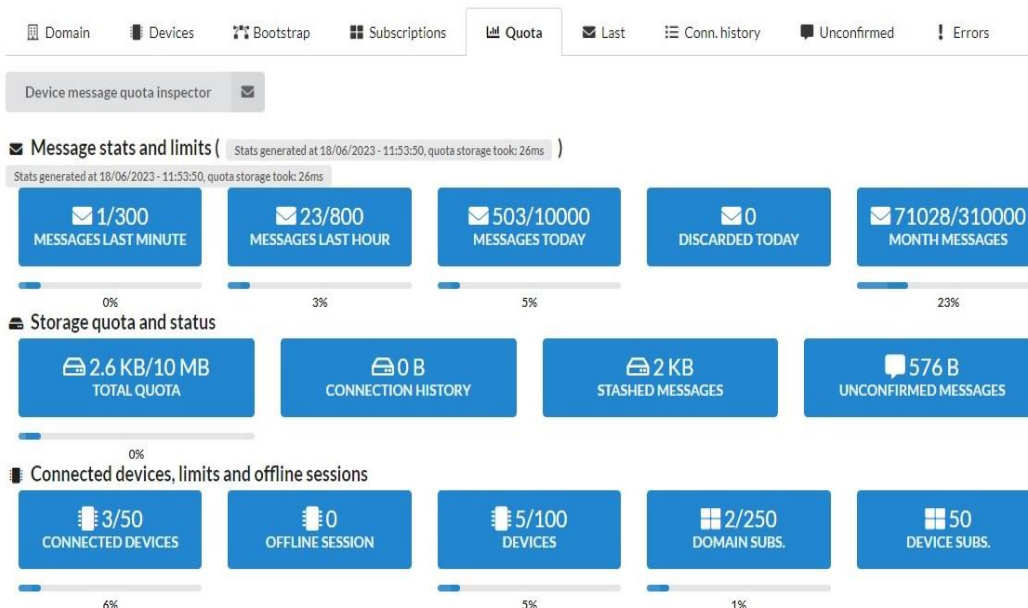 Domain Devices Bootstrap Subscriptions Quota Last Conn. history Unconfirmed Errors
Device message quota inspector
Message stats and limits ( Stats generated at 18/06/2023 - 11:53:50, quota storage took: 26ms )
Stats generated at 18/06/2023 - 11:53:50, quota storage took: 26ms
1/300 23/800 503/10000 0 71028/310000
MESSAGES LAST MINUTE MESSAGES LAST HOUR MESSAGES TODAY DISCARDED TODAY MONTH MESSAGES
0% 3% 5% 23%
Storage quota and status
2.6 KB/10 MB 0 B 2 KB 576 B
TOTAL QUOTA CONNECTION HISTORY STASHED MESSAGES UNCONFIRMED MESSAGES
0%
Connected devices, limits and offline sessions
3/50 0 5/100 2/250 50
CONNECTED DEVICES OFFLINE SESSION DEVICES DOMAIN SUBS. DEVICE SUBS.
6% 5% 1%